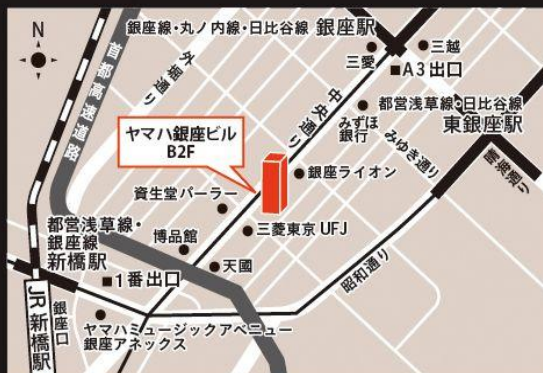 N
銀座線・丸ノ内線・日比谷線 銀座駅
三越
三愛
A3出口
首都高速道路
外堀通り
中央通り
都営浅草線・日比谷線
東銀座駅
みずほ
銀行
みゆき通り
晴海通り
ヤマハ銀座ビル
B2F
銀座ライオン
資生堂パーラー
三菱東京UFJ
都営浅草線・
銀座線
新橋駅
博品館
天國
昭和通り
1番出口
JR新橋駅
銀座口
ヤマハミュージックアベニュー
銀座アネックス